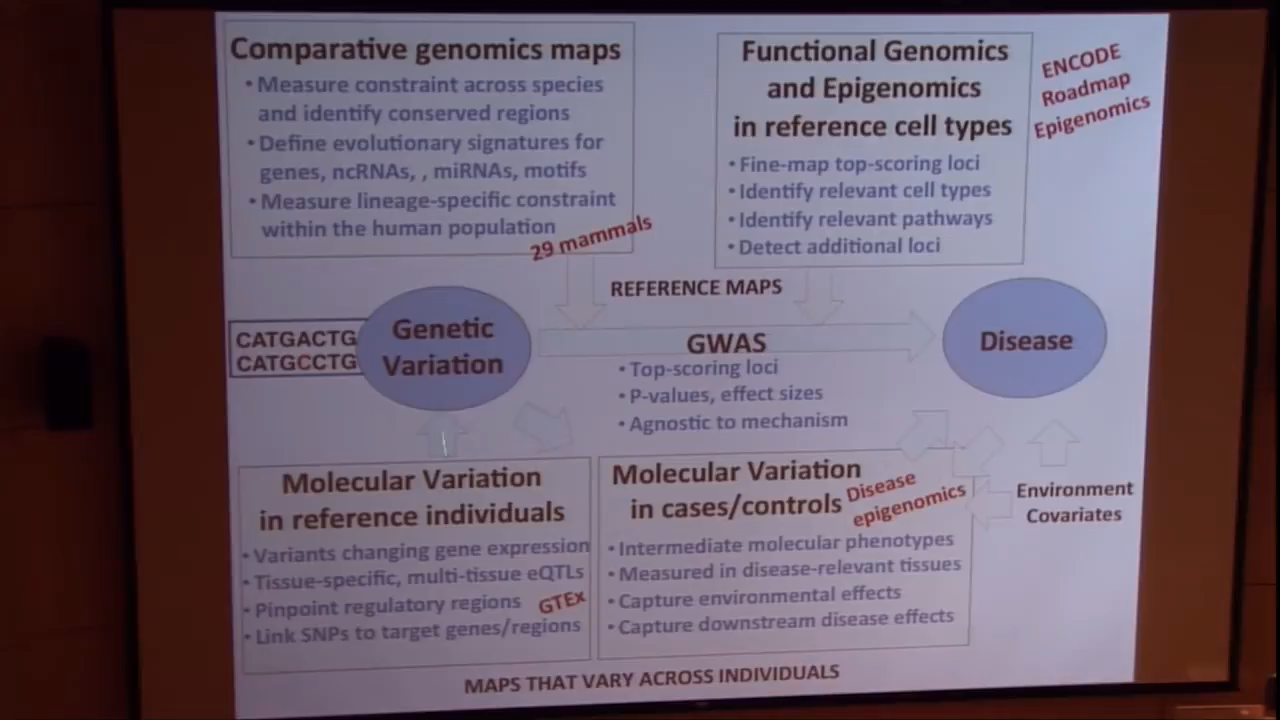 Comparative genomics maps
• Measure constraint across species
and identify conserved regions
• Define evolutionary signatures for
genes, ncRNAs, , miRNAs, motifs
• Measure lineage-specific constraint
within the human population
29 mammals
Functional Genomics
and Epigenomics
in reference cell types
• Fine-map top-scoring loci
• Identify relevant cell types
• Identify relevant pathways
• Detect additional loci
ENCODE
Roadmap
Epigenomics
REFERENCE MAPS
CATGACTG
CATGCCTG
Genetic
Variation
GWAS
• Top-scoring loci
• P-values, effect sizes
• Agnostic to mechanism
Disease
Molecular Variation
in reference individuals
• Variants changing gene expression
• Tissue-specific, multi-tissue eQTLs
• Pinpoint regulatory regions
• Link SNPs to target genes/regions
GTEx
Molecular Variation
in cases/controls
Disease
epigenomics
• Intermediate molecular phenotypes
• Measured in disease-relevant tissues
• Capture environmental effects
• Capture downstream disease effects
Environment
Covariates
MAPS THAT VARY ACROSS INDIVIDUALS